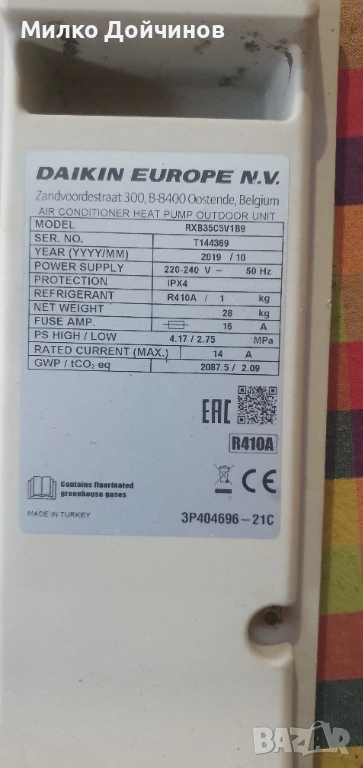 Милко Дойчинов
DAIKIN EUROPE N.V.
Zandvoordestraat 300, B-8400 Oostende, Belgium
AIR CONDITIONER HEAT PUMP OUTDOOR UNIT
MODEL RXB35C5V1B9
SER. NO. T144369
YEAR (YYYY/MM) 2019 / 10
POWER SUPPLY 220-240 V ~ 50 Hz
PROTECTION IPX4
REFRIGERANT R410A / 1 kg
NET WEIGHT 28 kg
FUSE AMP. 16 A
PS HIGH / LOW 4.17 / 2.75 MPa
RATED CURRENT (MAX.) 14 A
GWP / tCO₂ eq 2087.5 / 2.09
EAC
R410A
CE
Contains fluorinated
greenhouse gases
MADE IN TURKEY
3P404696-21C
BAZAR